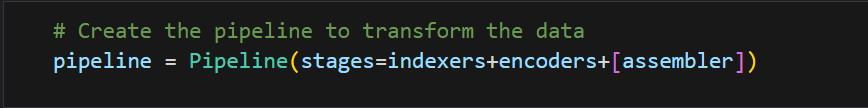 # Create the pipeline to transform the data
pipeline = Pipeline(stages=indexers+encoders+[assembler])